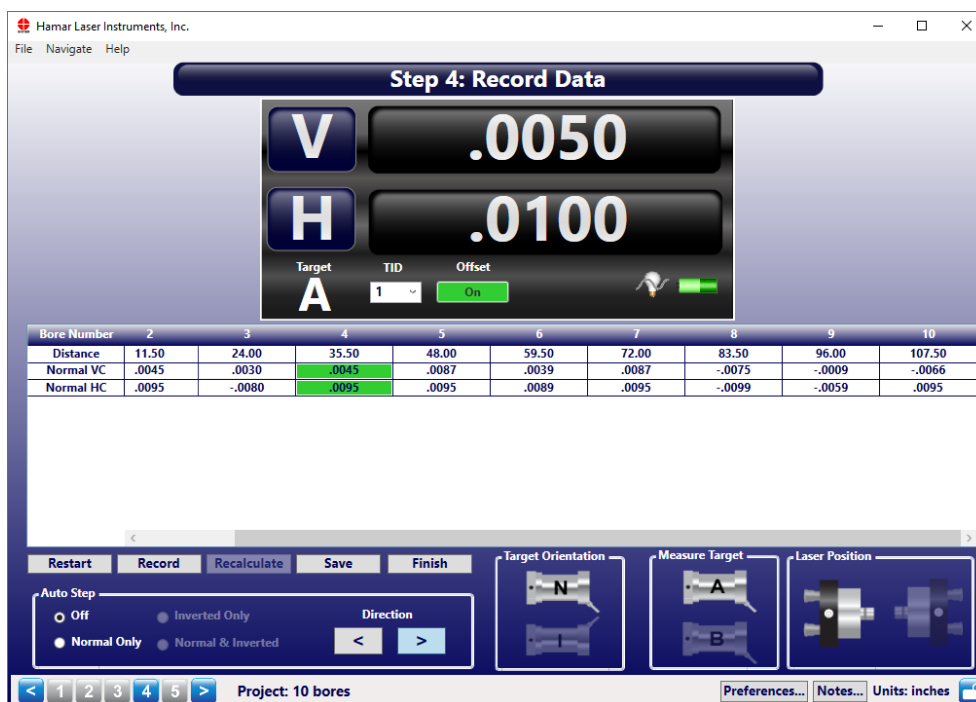 Hamar Laser Instruments, Inc.
File Navigate Help
Step 4: Record Data
V .0050
H .0100
Target TID Offset
A 1 On
Bore Number 2 3 4 5 6 7 8 9 10
Distance 11.50 24.00 35.50 48.00 59.50 72.00 83.50 96.00 107.50
Normal VC .0045 .0030 .0045 .0087 .0039 .0087 -.0075 -.0009 -.0066
Normal HC .0095 -.0080 .0095 .0095 .0089 .0095 -.0099 -.0059 .0095
Restart Record Recalculate Save Finish
Auto Step
Off Inverted Only Direction
Normal Only Normal & Inverted < >
Target Orientation
N
I
Measure Target
A
B
Laser Position
< 1 2 3 4 5 > Project: 10 bores Preferences... Notes... Units: inches